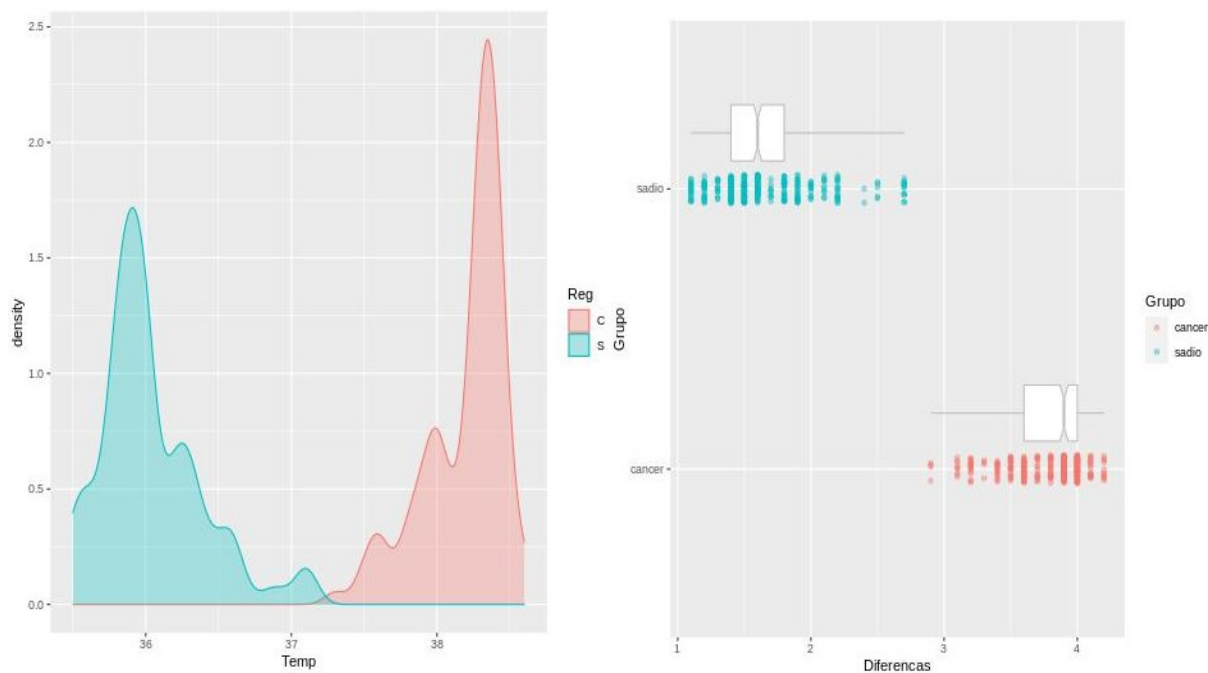 2.5
2.0
1.5
1.0
0.5
0.0
density
36
37
38
Temp
Reg
C
S
Grupo
sadio
cancer
1
2
3
4
Diferencas
Grupo
cancer
sadio